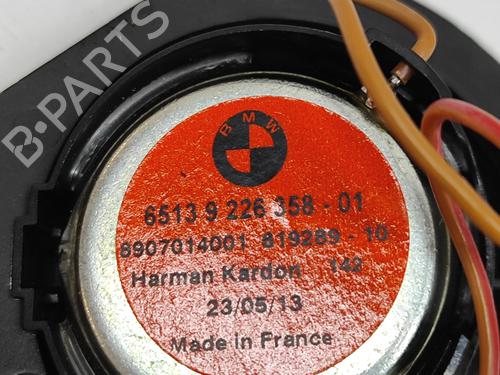 B-PARTS
BMW
6513 9 226 358 - 01
8907014001 819289 - 10
Harman Kardon 142
23/05/13
Made in France